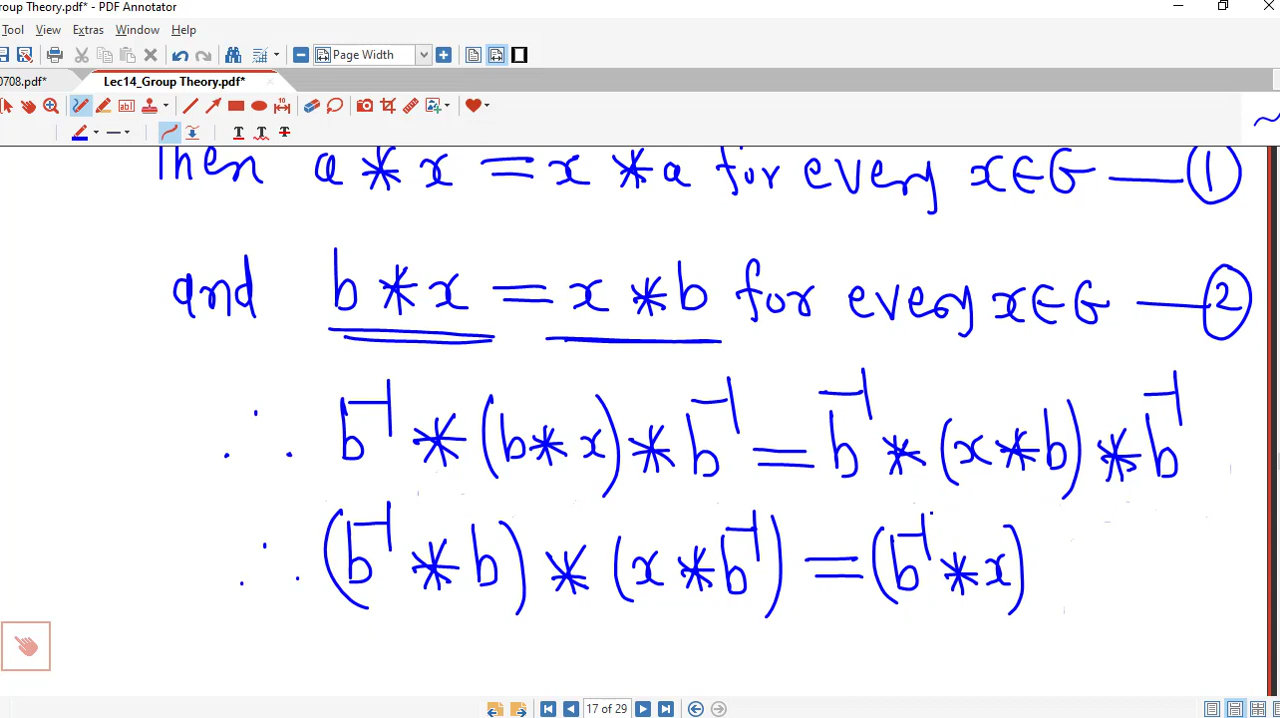 roup Theory.pdf* - PDF Annotator
Tool View Extras Window Help
Page Width
0708.pdf* Lec14_Group Theory.pdf*
Then a * x = x * a for every x ∈ G — ①
and b * x = x * b for every x ∈ G — ②
∴ b⁻¹ * (b * x) * b⁻¹ = b⁻¹ * (x * b) * b⁻¹
∴ (b⁻¹ * b) * (x * b⁻¹) = (b⁻¹ * x)
17 of 29